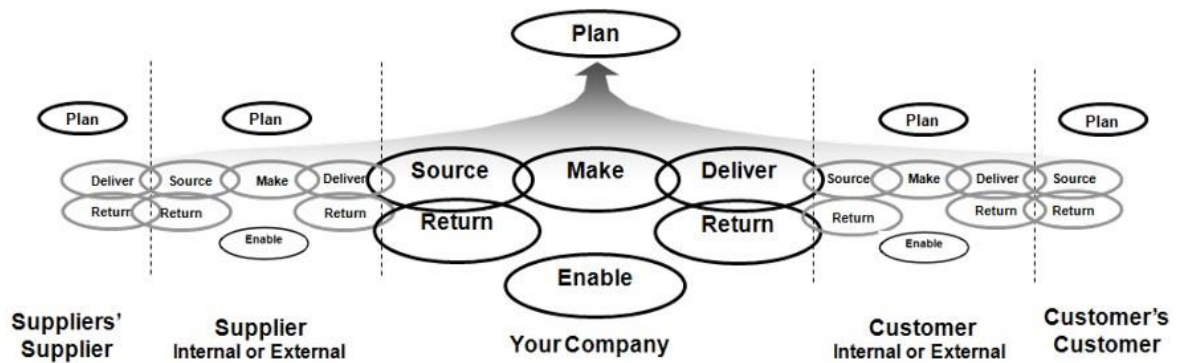 Plan
Plan
Plan
Plan
Plan
Deliver
Source
Make
Deliver
Source
Make
Deliver
Source
Make
Deliver
Source
Return
Return
Return
Return
Return
Return
Return
Return
Enable
Enable
Enable
Suppliers’
Supplier
Supplier
Internal or External
Your Company
Customer
Internal or External
Customer’s
Customer